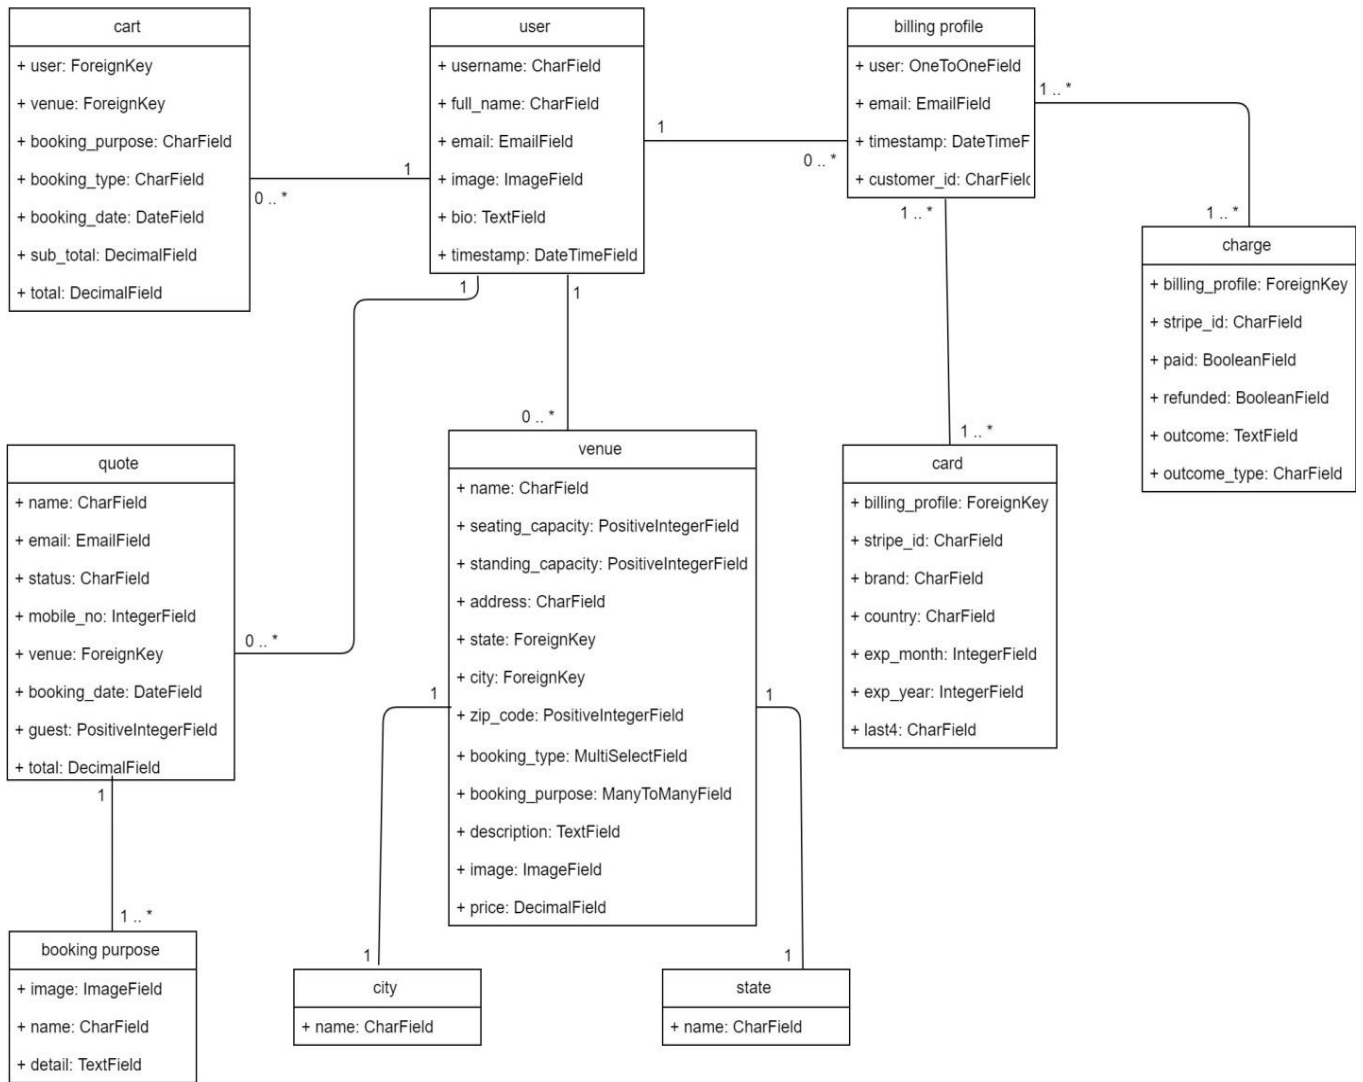 cart
+ user: ForeignKey
+ venue: ForeignKey
+ booking_purpose: CharField
+ booking_type: CharField
+ booking_date: DateField
+ sub_total: DecimalField
+ total: DecimalField
1
0 .. *
user
+ username: CharField
+ full_name: CharField
+ email: EmailField
+ image: ImageField
+ bio: TextField
+ timestamp: DateTimeField
1
0 .. *
billing profile
+ user: OneToOneField
+ email: EmailField
+ timestamp: DateTimeF
+ customer_id: CharField
1 .. *
1 .. *
1 .. *
charge
+ billing_profile: ForeignKey
+ stripe_id: CharField
+ paid: BooleanField
+ refunded: BooleanField
+ outcome: TextField
+ outcome_type: CharField
1
1
0 .. *
0 .. *
quote
+ name: CharField
+ email: EmailField
+ status: CharField
+ mobile_no: IntegerField
+ venue: ForeignKey
+ booking_date: DateField
+ guest: PositiveIntegerField
+ total: DecimalField
venue
+ name: CharField
+ seating_capacity: PositiveIntegerField
+ standing_capacity: PositiveIntegerField
+ address: CharField
+ state: ForeignKey
+ city: ForeignKey
+ zip_code: PositiveIntegerField
+ booking_type: MultiSelectField
+ booking_purpose: ManyToManyField
+ description: TextField
+ image: ImageField
+ price: DecimalField
1 .. *
card
+ billing_profile: ForeignKey
+ stripe_id: CharField
+ brand: CharField
+ country: CharField
+ exp_month: IntegerField
+ exp_year: IntegerField
+ last4: CharField
1
1
1
1 .. *
booking purpose
+ image: ImageField
+ name: CharField
+ detail: TextField
1
city
+ name: CharField
1
state
+ name: CharField